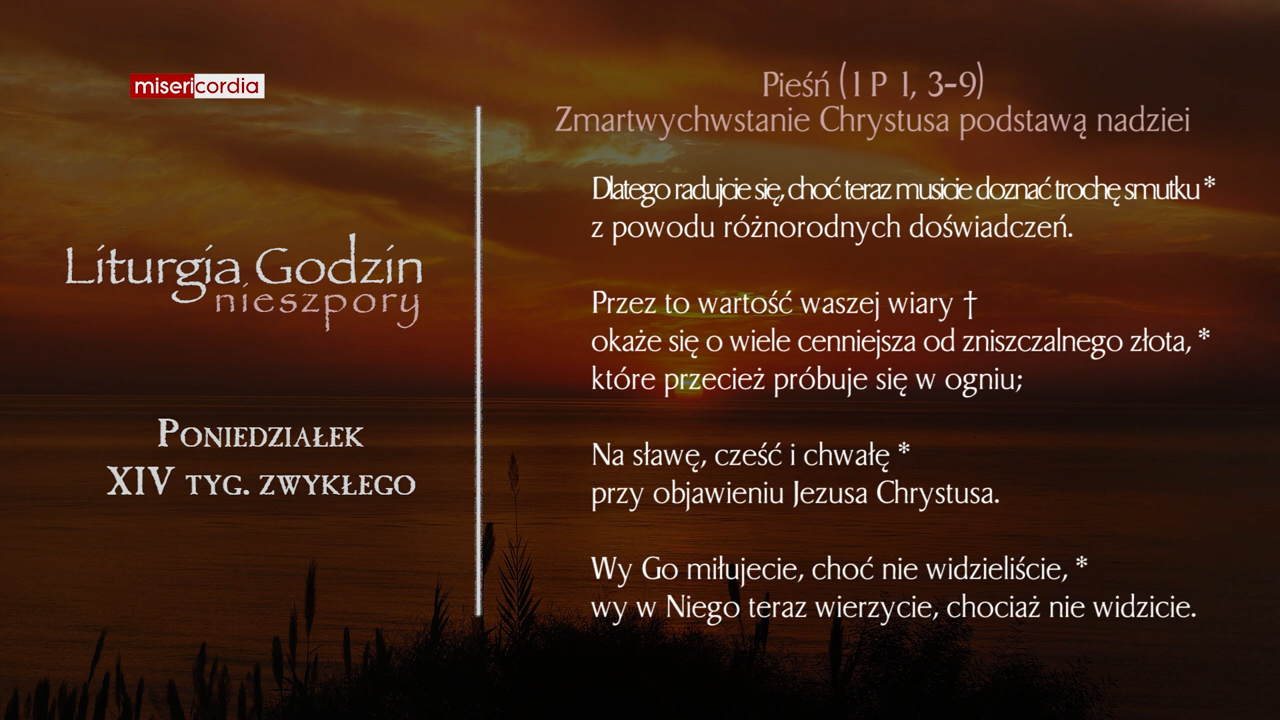 misericordia
Liturgia Godzin
nieszpory
Poniedziałek
XIV tyg. zwykłego
Pieśń (1 P 1, 3-9)
Zmartwychwstanie Chrystusa podstawą nadziei
Dlatego radujcie się, choć teraz musicie doznać trochę smutku *
z powodu różnorodnych doświadczeń.
Przez to wartość waszej wiary †
okaże się o wiele cenniejsza od zniszczalnego złota, *
które przecież próbuje się w ogniu;
Na sławę, cześć i chwałę *
przy objawieniu Jezusa Chrystusa.
Wy Go miłujecie, choć nie widzieliście, *
wy w Niego teraz wierzycie, chociaż nie widzicie.